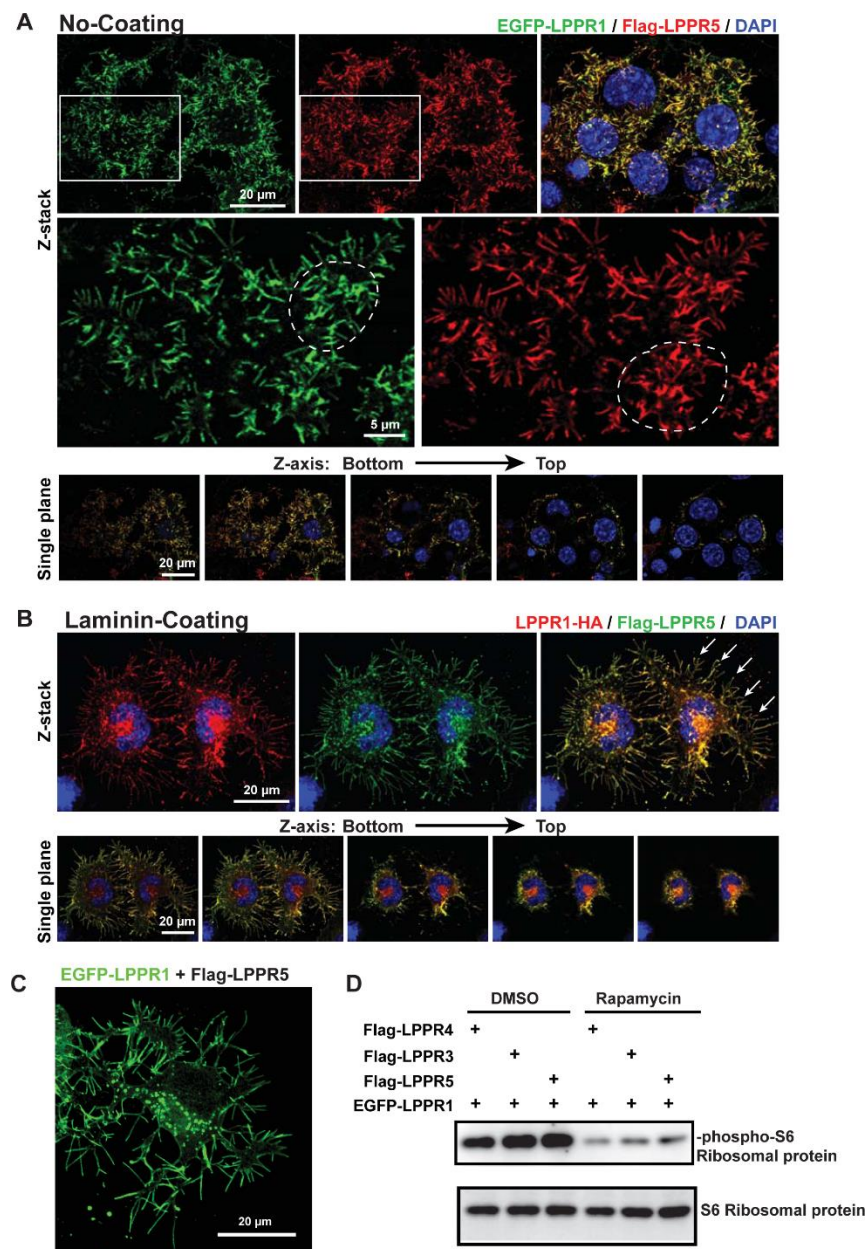 A No-Coating EGFP-LPPR1 / Flag-LPPR5 / DAPI
Z-stack
20 µm
5 µm
Z-axis: Bottom Top
Single plane
20 µm
B Laminin-Coating LPPR1-HA / Flag-LPPR5 / DAPI
Z-stack
20 µm
Z-axis: Bottom Top
Single plane
20 µm
C EGFP-LPPR1 + Flag-LPPR5
20 µm
D
DMSO Rapamycin
Flag-LPPR4 + +
Flag-LPPR3 + +
Flag-LPPR5 + +
EGFP-LPPR1 + + + + + +
-phospho-S6
Ribosomal protein
S6 Ribosomal protein